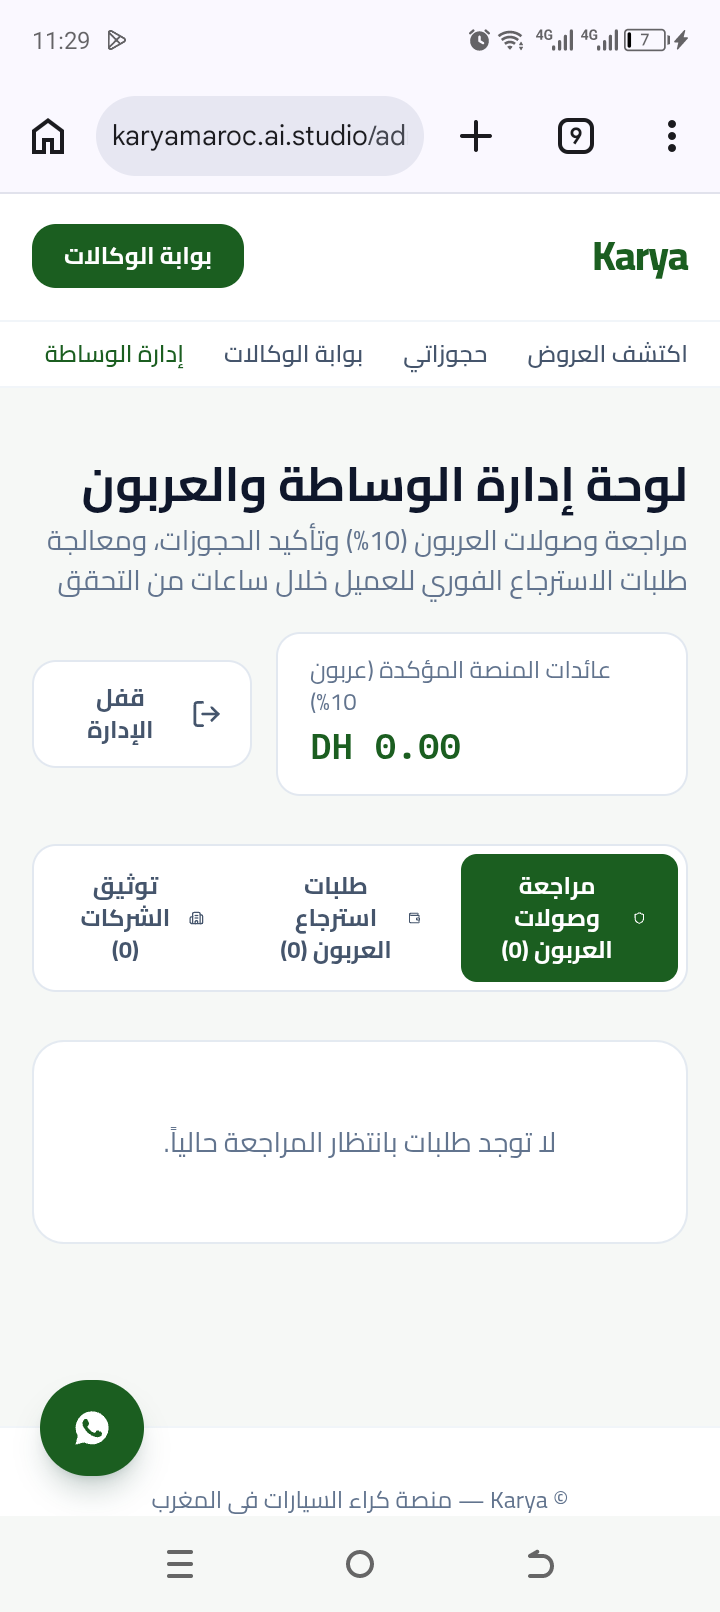 11:29
4G 4G 7
karyamaroc.ai.studio/ad
9
Karya
بوابة الوكالات
اكتشف العروض
حجوزاتي
بوابة الوكالات
إدارة الوساطة
لوحة إدارة الوساطة والعربون
مراجعة وصولات العربون (10%) وتأكيد الحجوزات، ومعالجة
طلبات الاسترجاع الفوري للعميل خلال ساعات من التحقق
عائدات المنصة المؤكدة (عربون
10%)
DH 0.00
قفل
الإدارة
مراجعة
وصولات
العربون (0)
طلبات
استرجاع
العربون (0)
توثيق
الشركات
(0)
لا توجد طلبات بانتظار المراجعة حالياً.
© Karya — منصة كراء السيارات في المغرب